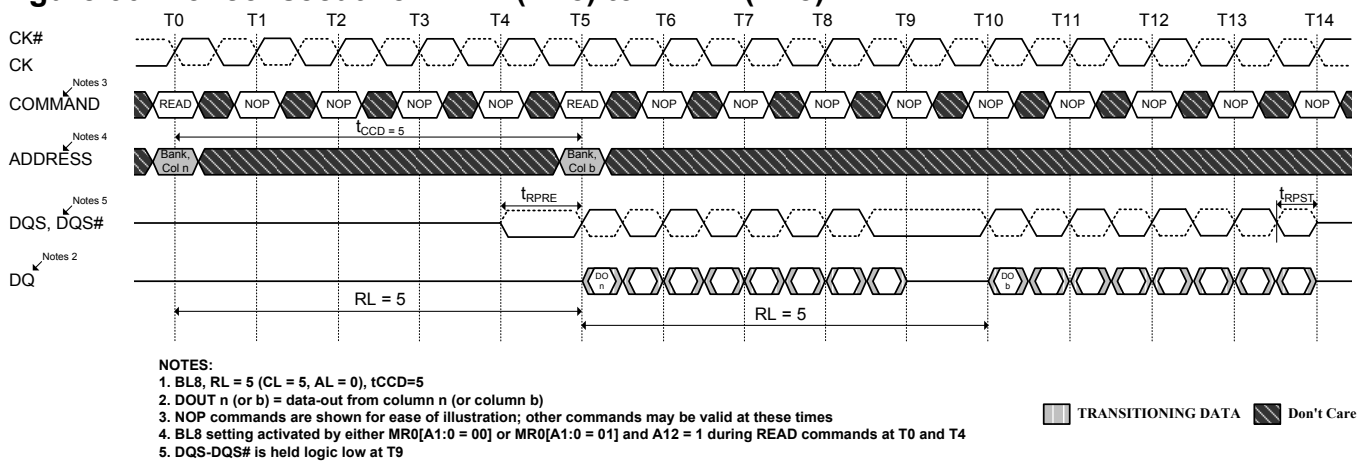 T0 T1 T2 T3 T4 T5 T6 T7 T8 T9 T10 T11 T12 T13 T14
CK#
CK
Notes 3
COMMAND
READ NOP NOP NOP NOP READ NOP NOP NOP NOP NOP NOP NOP NOP NOP
tCCD = 5
Notes 4
ADDRESS
Bank, Col n
Bank, Col b
Notes 5
tRPRE
tRPST
DQS, DQS#
Notes 2
DQ
DO n
DO b
RL = 5
RL = 5
NOTES:
1. BL8, RL = 5 (CL = 5, AL = 0), tCCD=5
2. DOUT n (or b) = data-out from column n (or column b)
3. NOP commands are shown for ease of illustration; other commands may be valid at these times
4. BL8 setting activated by either MR0[A1:0 = 00] or MR0[A1:0 = 01] and A12 = 1 during READ commands at T0 and T4
5. DQS-DQS# is held logic low at T9
TRANSITIONING DATA
Don't Care